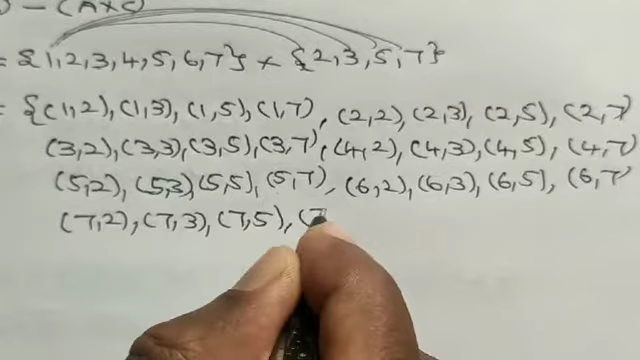 ) - (A×C)
= {1,2,3,4,5,6,7} × {2,3,5,7}
= {(1,2),(1,3),(1,5),(1,7), (2,2),(2,3),(2,5),(2,7)
(3,2),(3,3),(3,5),(3,7),(4,2),(4,3),(4,5),(4,7)
(5,2),(5,3)(5,5),(5,7),(6,2),(6,3),(6,5),(6,7)
(7,2),(7,3),(7,5),(7